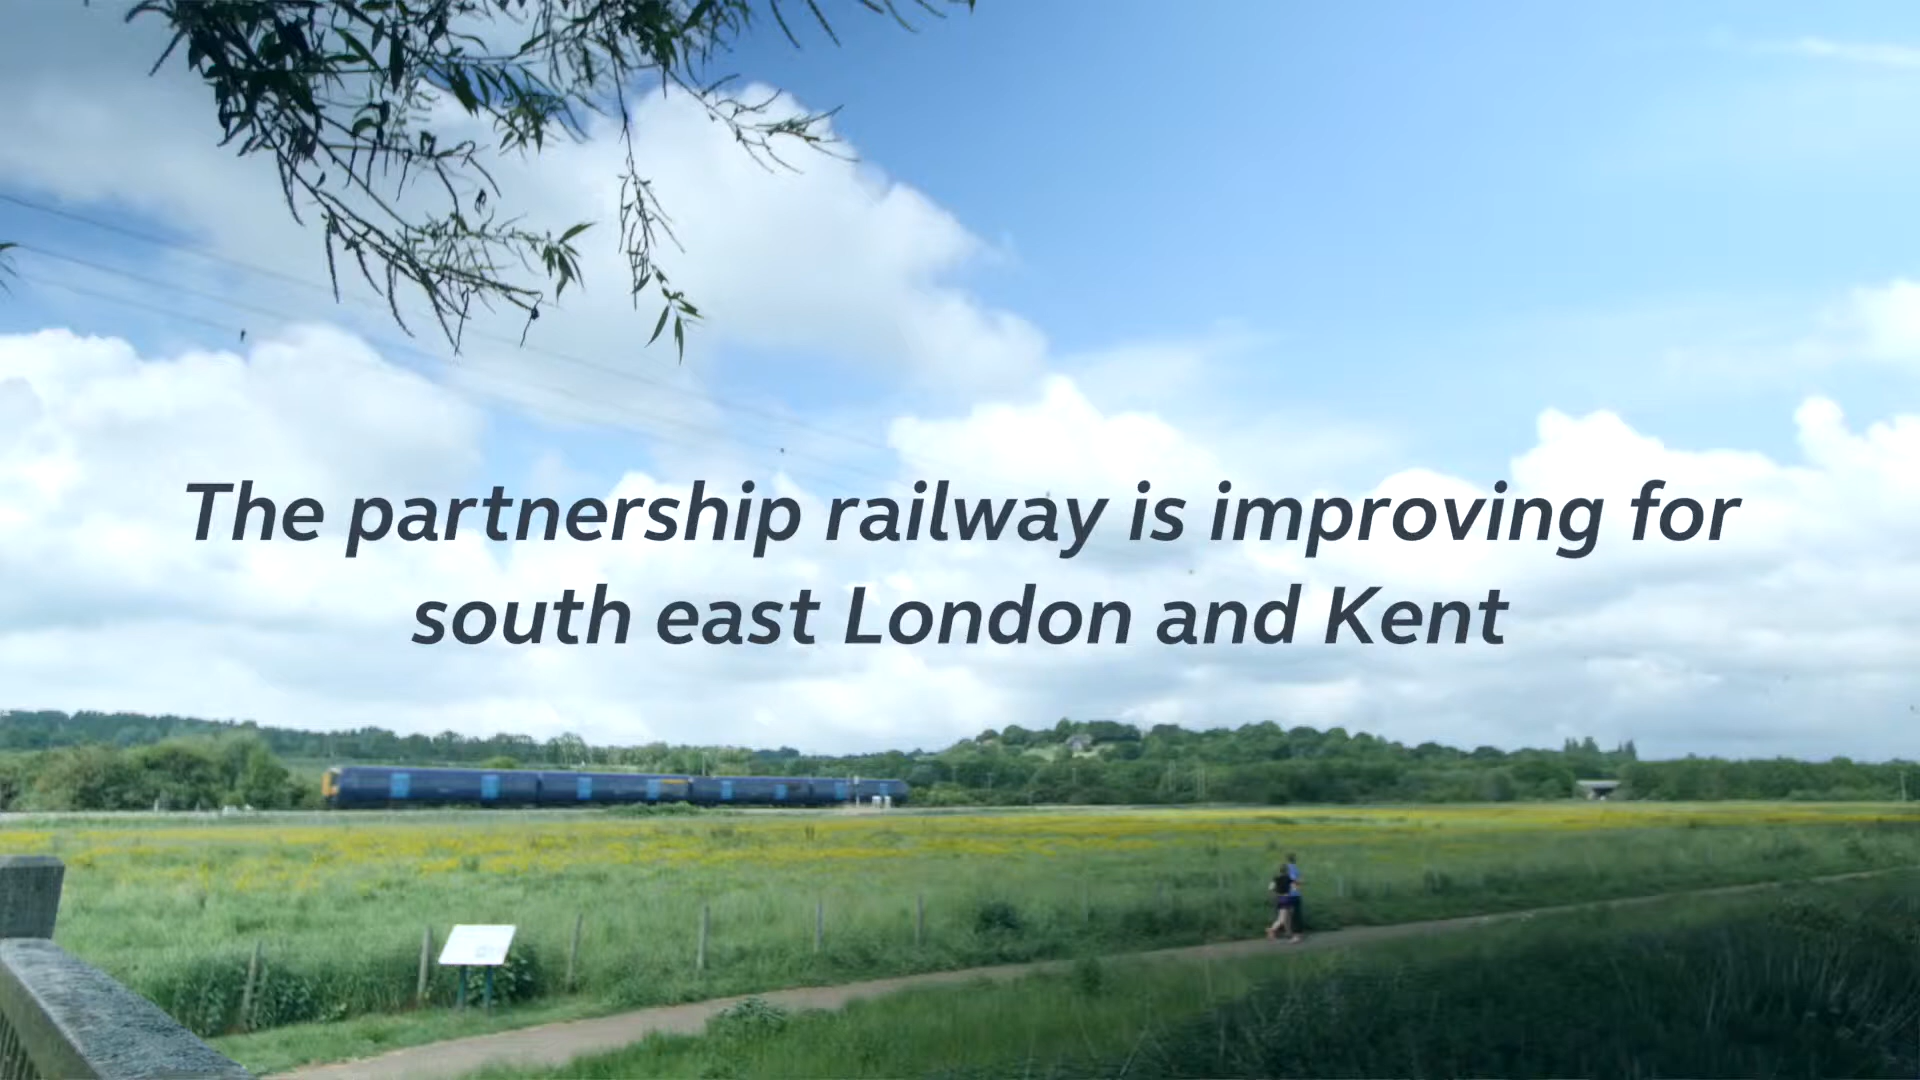 The partnership railway is improving for
south east London and Kent